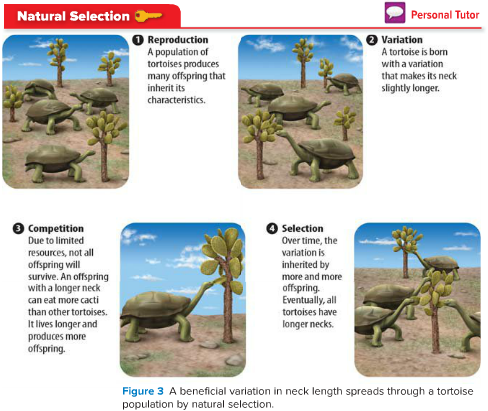 Natural Selection
Personal Tutor
1 Reproduction
A population of
tortoises produces
many offspring that
inherit its
characteristics.
2 Variation
A tortoise is born
with a variation
that makes its neck
slightly longer.
3 Competition
Due to limited
resources, not all
offspring will
survive. An offspring
with a longer neck
can eat more cacti
than other tortoises.
It lives longer and
produces more
offspring.
4 Selection
Over time, the
variation is
inherited by
more and more
offspring.
Eventually, all
tortoises have
longer necks.
Figure 3 A beneficial variation in neck length spreads through a tortoise
population by natural selection.